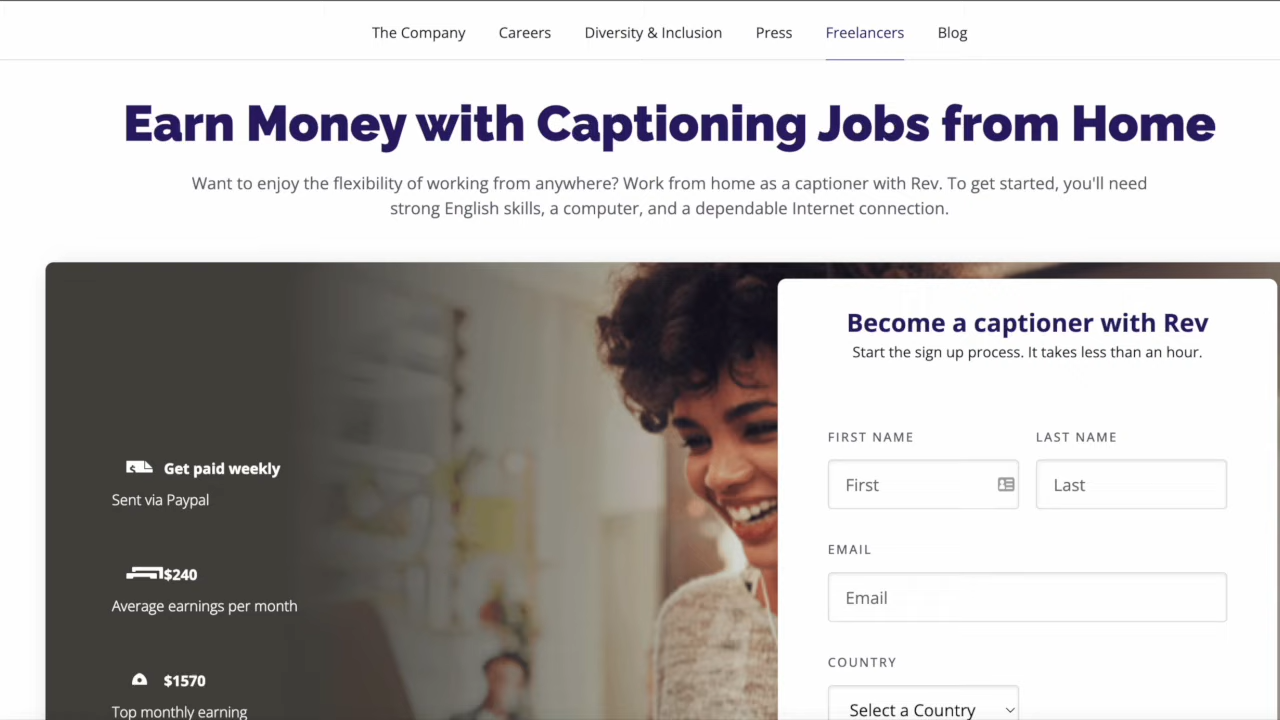 The Company Careers Diversity & Inclusion Press Freelancers Blog
Earn Money with Captioning Jobs from Home
Want to enjoy the flexibility of working from anywhere? Work from home as a captioner with Rev. To get started, you'll need
strong English skills, a computer, and a dependable Internet connection.
Get paid weekly
Sent via Paypal
$240
Average earnings per month
$1570
Top monthly earning
Become a captioner with Rev
Start the sign up process. It takes less than an hour.
FIRST NAME LAST NAME
First Last
EMAIL
Email
COUNTRY
Select a Country